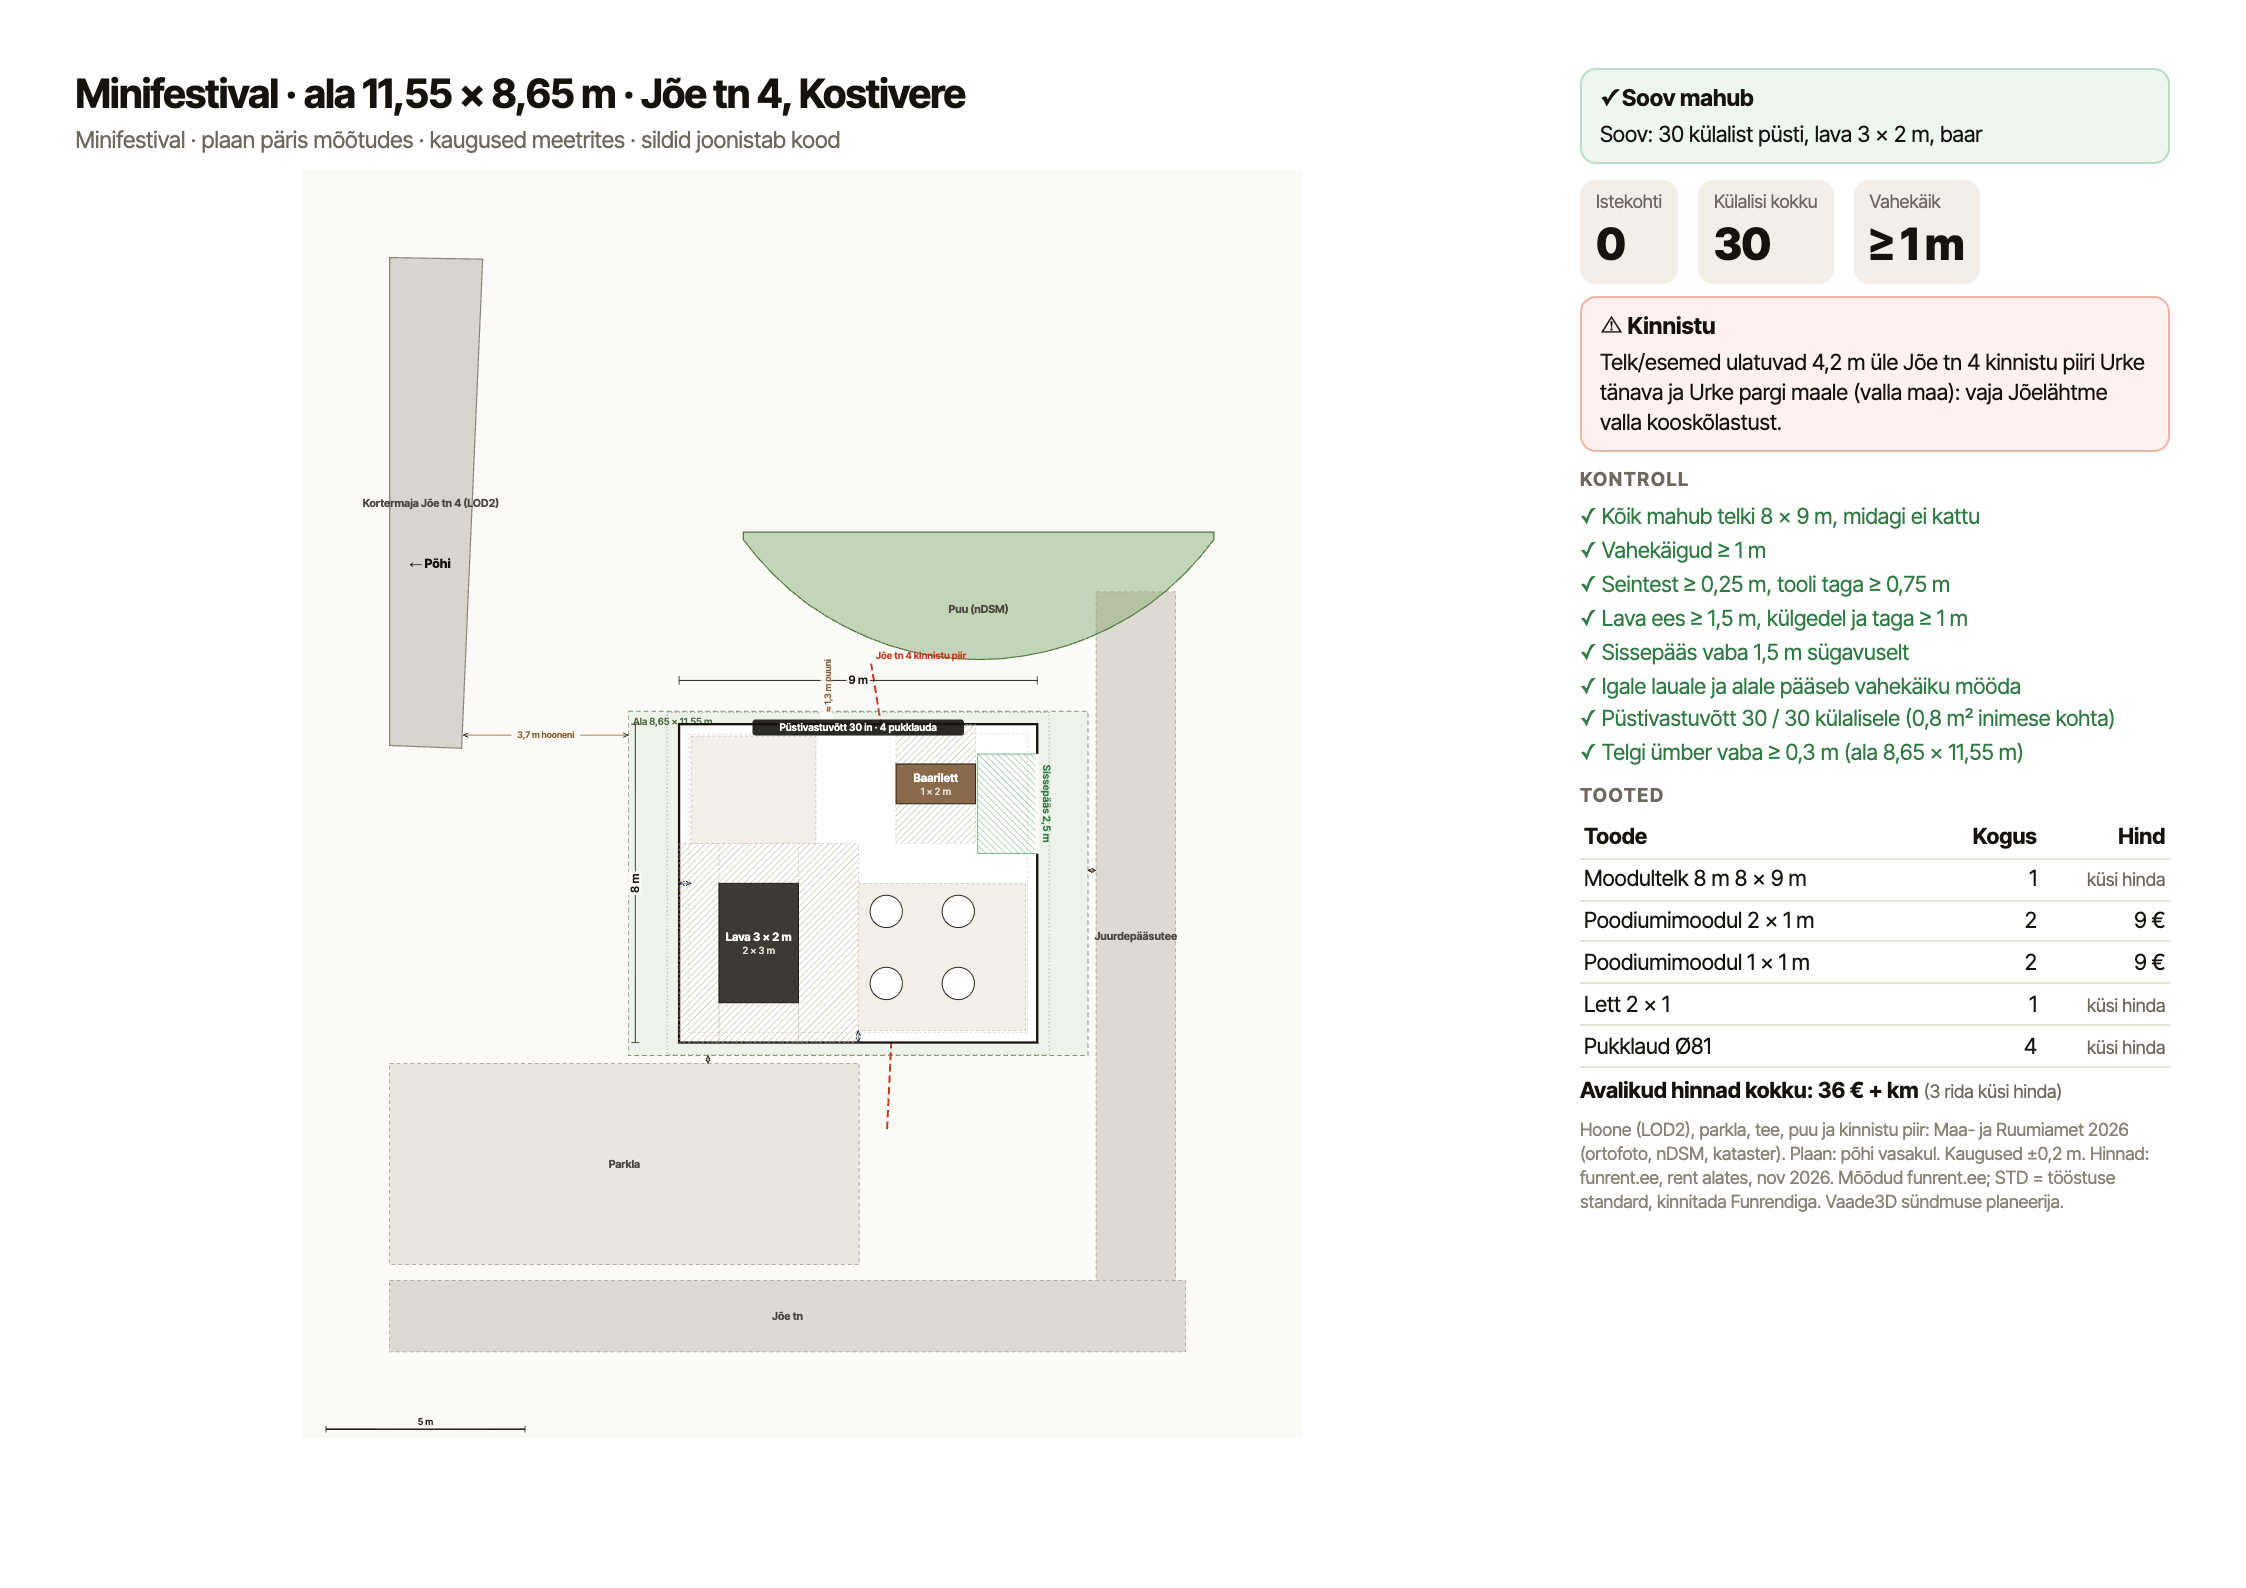 Minifestival · ala 11,55 × 8,65 m · Jõe tn 4, Kostivere
Minifestival · plaan päris mõõtudes · kaugused meetrites · sildid joonistab kood
Kortermaja Jõe tn 4 (LOD2)
← Põhi
Puu (nDSM)
Jõe tn 4 kinnistu piir
≈ 1,3 m puuni
9 m
Ala 8,65 × 11,55 m
Püstivastuvõtt 30 in · 4 pukklauda
3,7 m hooneni
Baarilett
1 × 2 m
Sissepääs 2,5 m
8 m
Lava 3 × 2 m
2 × 3 m
Juurdepääsutee
Parkla
Jõe tn
5 m
✓ Soov mahub
Soov: 30 külalist püsti, lava 3 × 2 m, baar
Istekohti
0
Külalisi kokku
30
Vahekäik
≥ 1 m
⚠ Kinnistu
Telk/esemed ulatuvad 4,2 m üle Jõe tn 4 kinnistu piiri Urke
tänava ja Urke pargi maale (valla maa): vaja Jõelähtme
valla kooskõlastust.
KONTROLL
✓ Kõik mahub telki 8 × 9 m, midagi ei kattu
✓ Vahekäigud ≥ 1 m
✓ Seintest ≥ 0,25 m, tooli taga ≥ 0,75 m
✓ Lava ees ≥ 1,5 m, külgedel ja taga ≥ 1 m
✓ Sissepääs vaba 1,5 m sügavuselt
✓ Igale lauale ja alale pääseb vahekäiku mööda
✓ Püstivastuvõtt 30 / 30 külalisele (0,8 m² inimese kohta)
✓ Telgi ümber vaba ≥ 0,3 m (ala 8,65 × 11,55 m)
TOOTED
Toode Kogus Hind
Moodultelk 8 m 8 × 9 m 1 küsi hinda
Poodiumimoodul 2 × 1 m 2 9 €
Poodiumimoodul 1 × 1 m 2 9 €
Lett 2 × 1 1 küsi hinda
Pukklaud Ø81 4 küsi hinda
Avalikud hinnad kokku: 36 € + km (3 rida küsi hinda)
Hoone (LOD2), parkla, tee, puu ja kinnistu piir: Maa- ja Ruumiamet 2026
(ortofoto, nDSM, kataster). Plaan: põhi vasakul. Kaugused ±0,2 m. Hinnad:
funrent.ee, rent alates, nov 2026. Mõõdud funrent.ee; STD = tööstuse
standard, kinnitada Funrendiga. Vaade3D sündmuse planeerija.